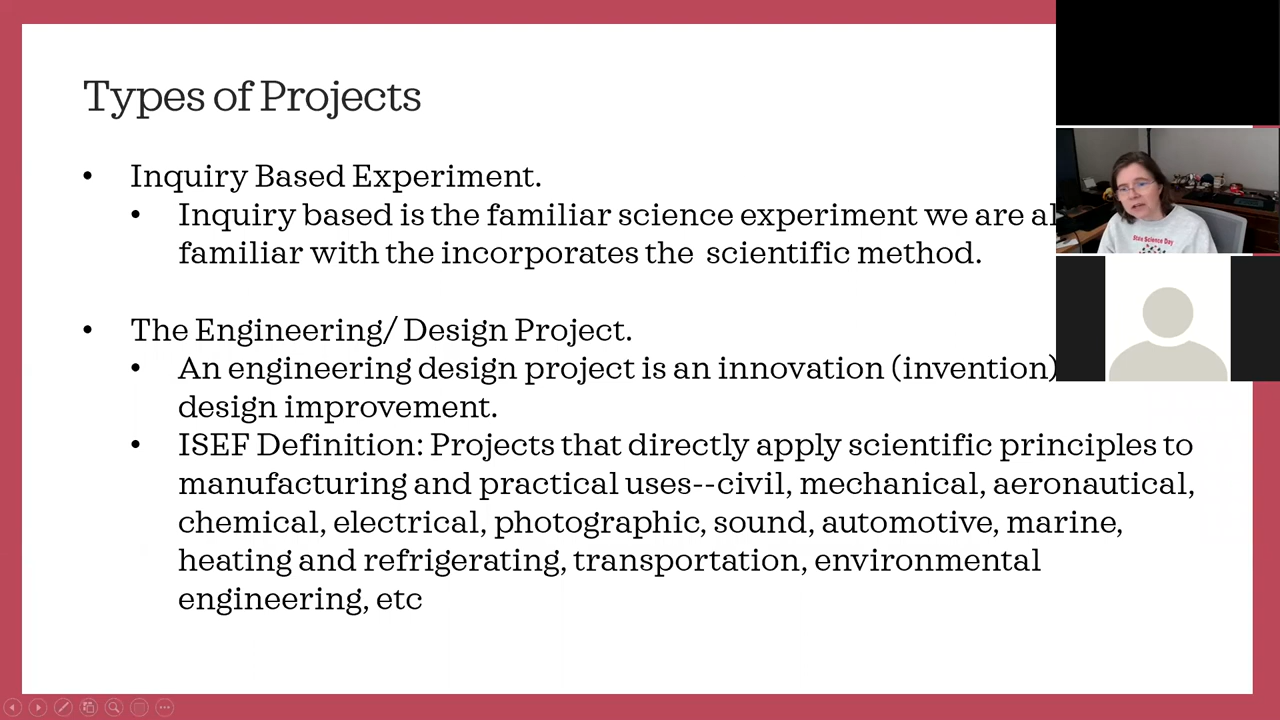 Types of Projects
• Inquiry Based Experiment.
• Inquiry based is the familiar science experiment we are
familiar with the incorporates the scientific method.
• The Engineering/ Design Project.
• An engineering design project is an innovation (invention)
design improvement.
• ISEF Definition: Projects that directly apply scientific principles to
manufacturing and practical uses--civil, mechanical, aeronautical,
chemical, electrical, photographic, sound, automotive, marine,
heating and refrigerating, transportation, environmental
engineering, etc
State Science Day